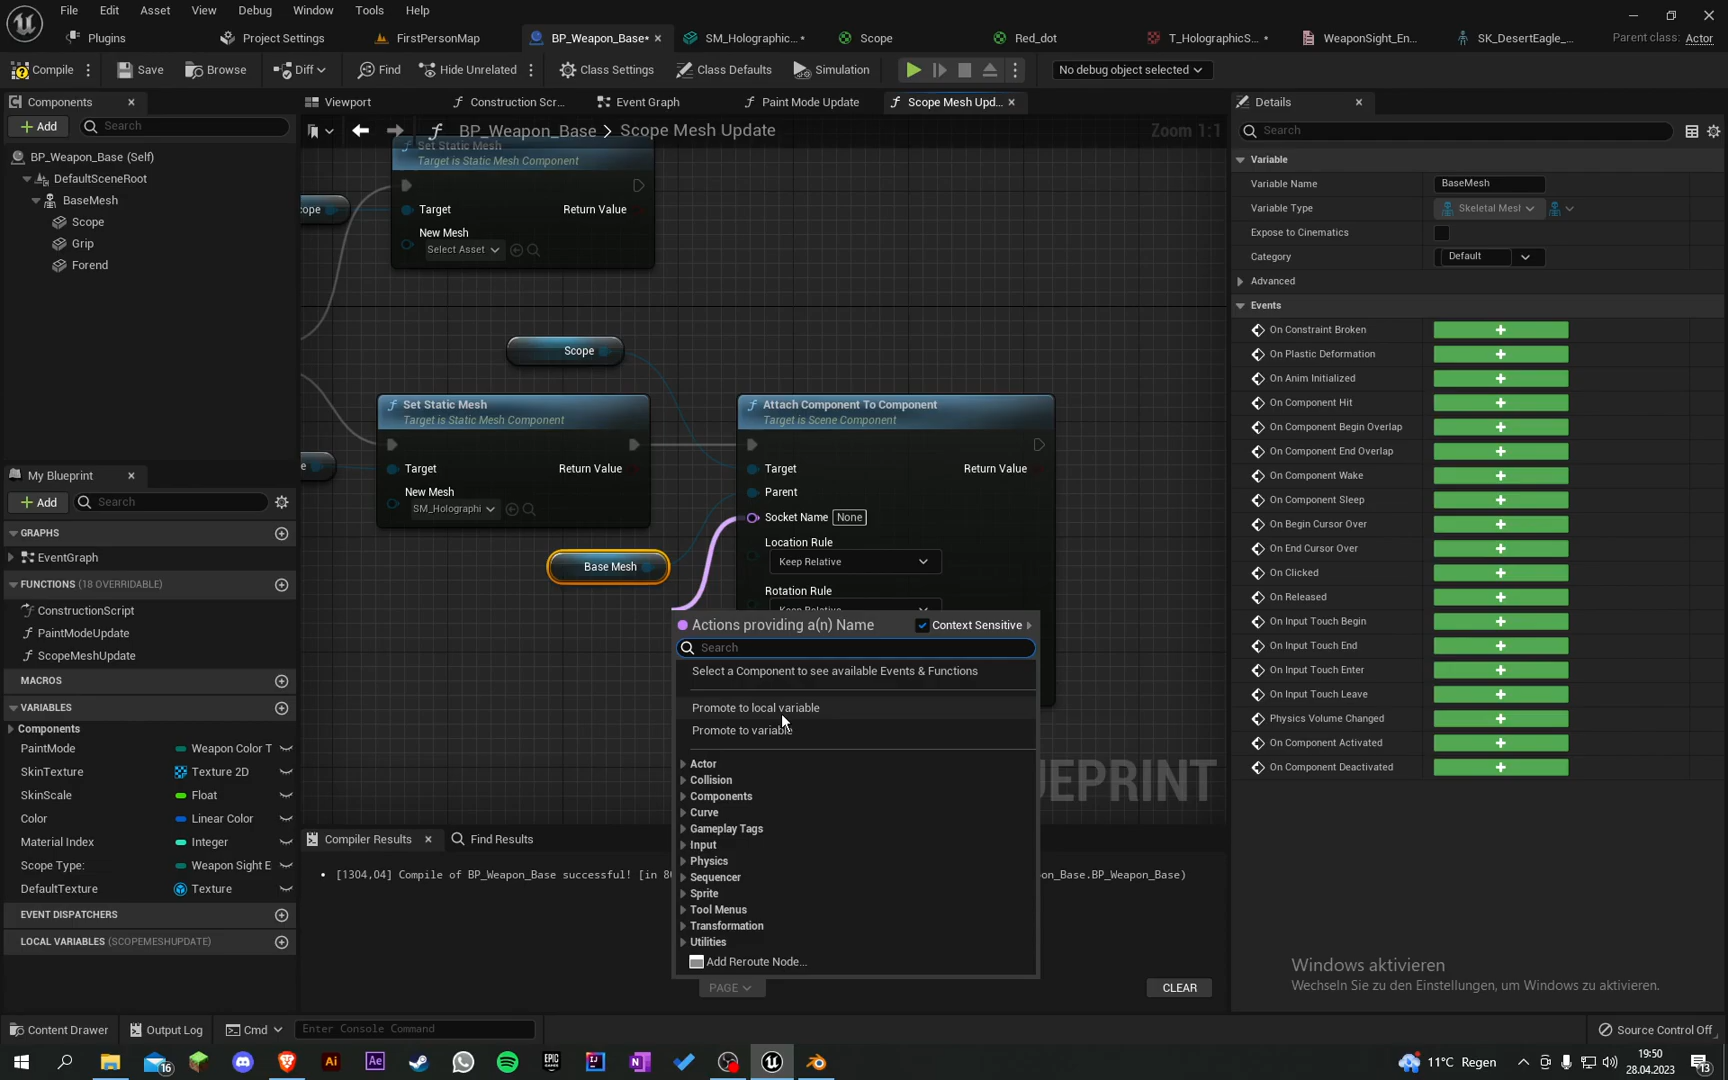 File Edit Asset View Debug Window Tools Help
Plugins Project Settings FirstPersonMap BP_Weapon_Base* SM_Holographic...* Scope Red_dot T_HolographicS...* WeaponSight_En... SK_DesertEagle_... Parent class: Actor
Compile Save Browse Diff Find Hide Unrelated Class Settings Class Defaults Simulation No debug object selected
Components
Add Search
BP_Weapon_Base (Self)
DefaultSceneRoot
BaseMesh
Scope
Grip
Forend
My Blueprint
Add Search
GRAPHS
EventGraph
FUNCTIONS (18 OVERRIDABLE)
ConstructionScript
PaintModeUpdate
ScopeMeshUpdate
MACROS
VARIABLES
Components
PaintMode Weapon Color T
SkinTexture Texture 2D
SkinScale Float
Color Linear Color
Material Index Integer
Scope Type: Weapon Sight E
DefaultTexture Texture
EVENT DISPATCHERS
LOCAL VARIABLES (SCOPEMESHUPDATE)
Viewport Construction Scr... Event Graph Paint Mode Update Scope Mesh Upd...
BP_Weapon_Base > Scope Mesh Update Zoom 1:1
Set Static Mesh
Target is Static Mesh Component
Target Return Value
New Mesh
Select Asset
cope
Scope
Set Static Mesh
Target is Static Mesh Component
Target Return Value
New Mesh
SM_Holographi
e
Base Mesh
Attach Component To Component
Target is Scene Component
Target Return Value
Parent
Socket Name None
Location Rule
Keep Relative
Rotation Rule
Keep Relative
Actions providing a(n) Name Context Sensitive
Search
Select a Component to see available Events & Functions
Promote to local variable
Promote to variable
Actor
Collision
Components
Curve
Gameplay Tags
Input
Physics
Sequencer
Sprite
Tool Menus
Transformation
Utilities
Add Reroute Node...
EPRINT
Compiler Results Find Results
[1304,04] Compile of BP_Weapon_Base successful! [in 8 on_Base.BP_Weapon_Base)
PAGE CLEAR
Details
Search
Variable
Variable Name BaseMesh
Variable Type Skeletal Mesl
Expose to Cinematics
Category Default
Advanced
Events
On Constraint Broken
On Plastic Deformation
On Anim Initialized
On Component Hit
On Component Begin Overlap
On Component End Overlap
On Component Wake
On Component Sleep
On Begin Cursor Over
On End Cursor Over
On Clicked
On Released
On Input Touch Begin
On Input Touch End
On Input Touch Enter
On Input Touch Leave
Physics Volume Changed
On Component Activated
On Component Deactivated
Windows aktivieren
Wechseln Sie zu den Einstellungen, um Windows zu aktivieren.
Content Drawer Output Log Cmd Enter Console Command Source Control Off
16 Ai Ae 11°C Regen 19:50
28.04.2023 13